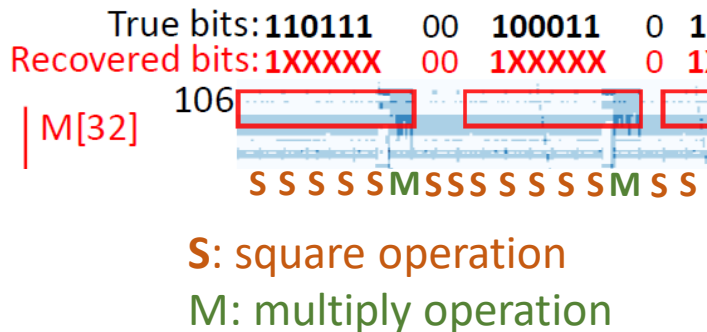 True bits: 110111 00 100011 0 1
Recovered bits: 1XXXXX 00 1XXXXX 0 1
106
M[32]
S S S S S M S S S S S S S M S S
S: square operation
M: multiply operation